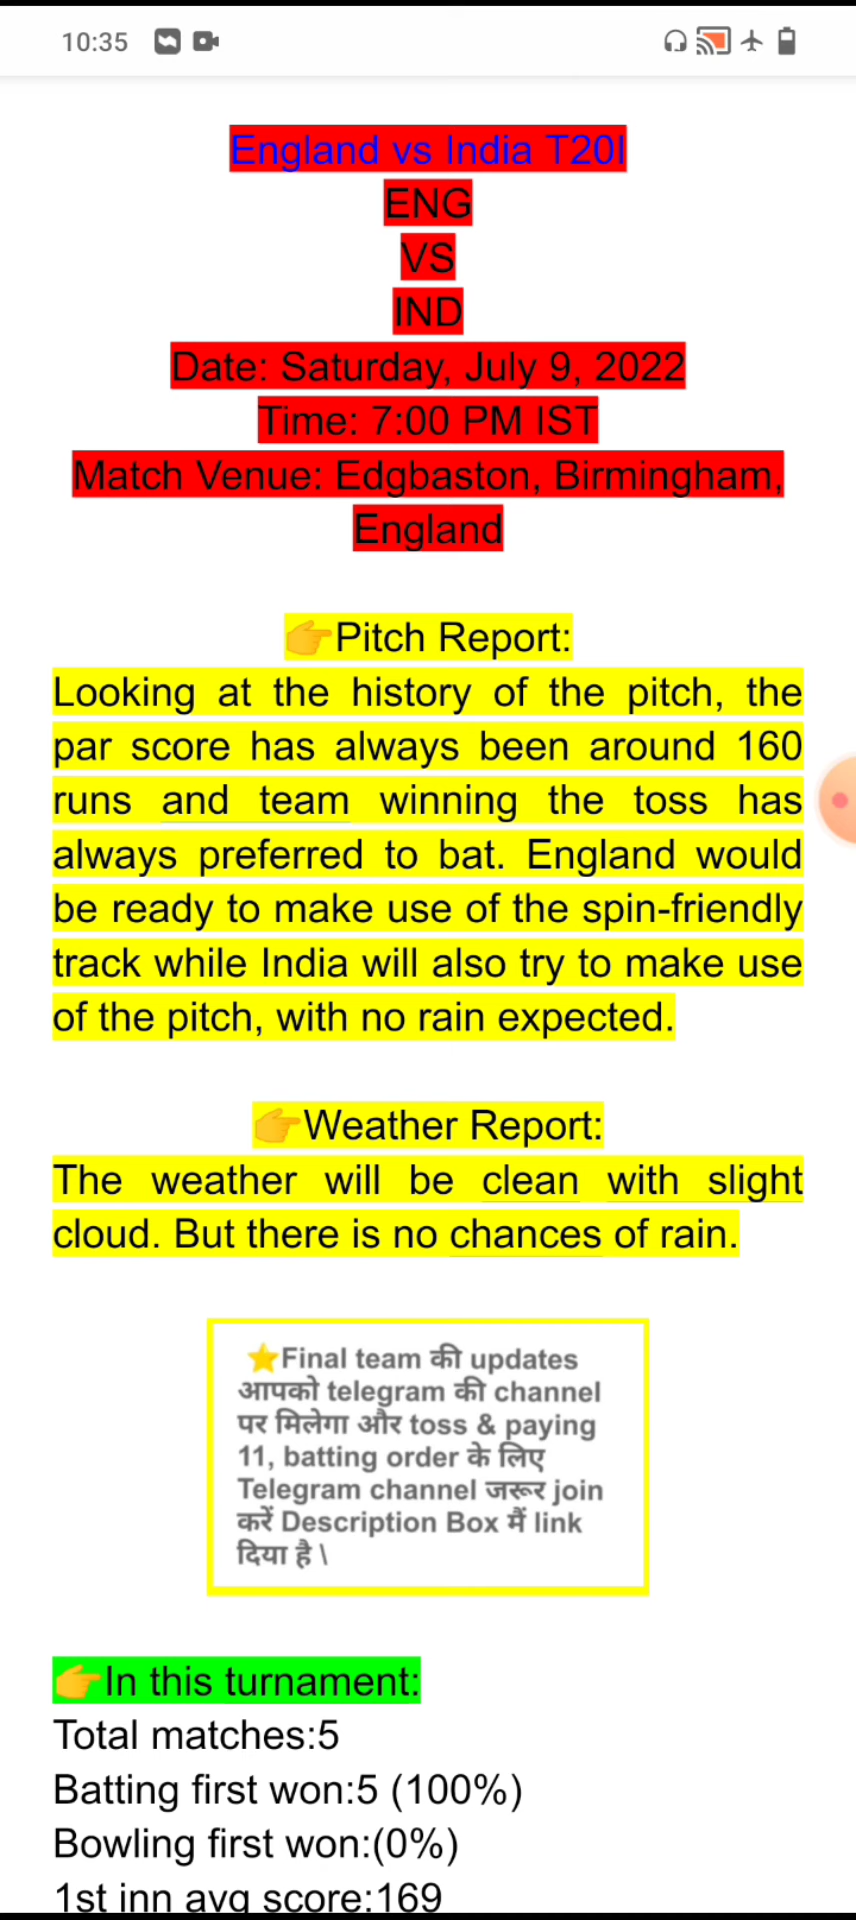 10:35
England vs India T20I
ENG
VS
IND
Date: Saturday, July 9, 2022
Time: 7:00 PM IST
Match Venue: Edgbaston, Birmingham,
England
👉Pitch Report:
Looking at the history of the pitch, the
par score has always been around 160
runs and team winning the toss has
always preferred to bat. England would
be ready to make use of the spin-friendly
track while India will also try to make use
of the pitch, with no rain expected.
👉Weather Report:
The weather will be clean with slight
cloud. But there is no chances of rain.
⭐Final team की updates
आपको telegram की channel
पर मिलेगा और toss & paying
11, batting order के लिए
Telegram channel जरूर join
करें Description Box मैं link
दिया है \
👉In this turnament:
Total matches:5
Batting first won:5 (100%)
Bowling first won:(0%)
1st inn avg score:169